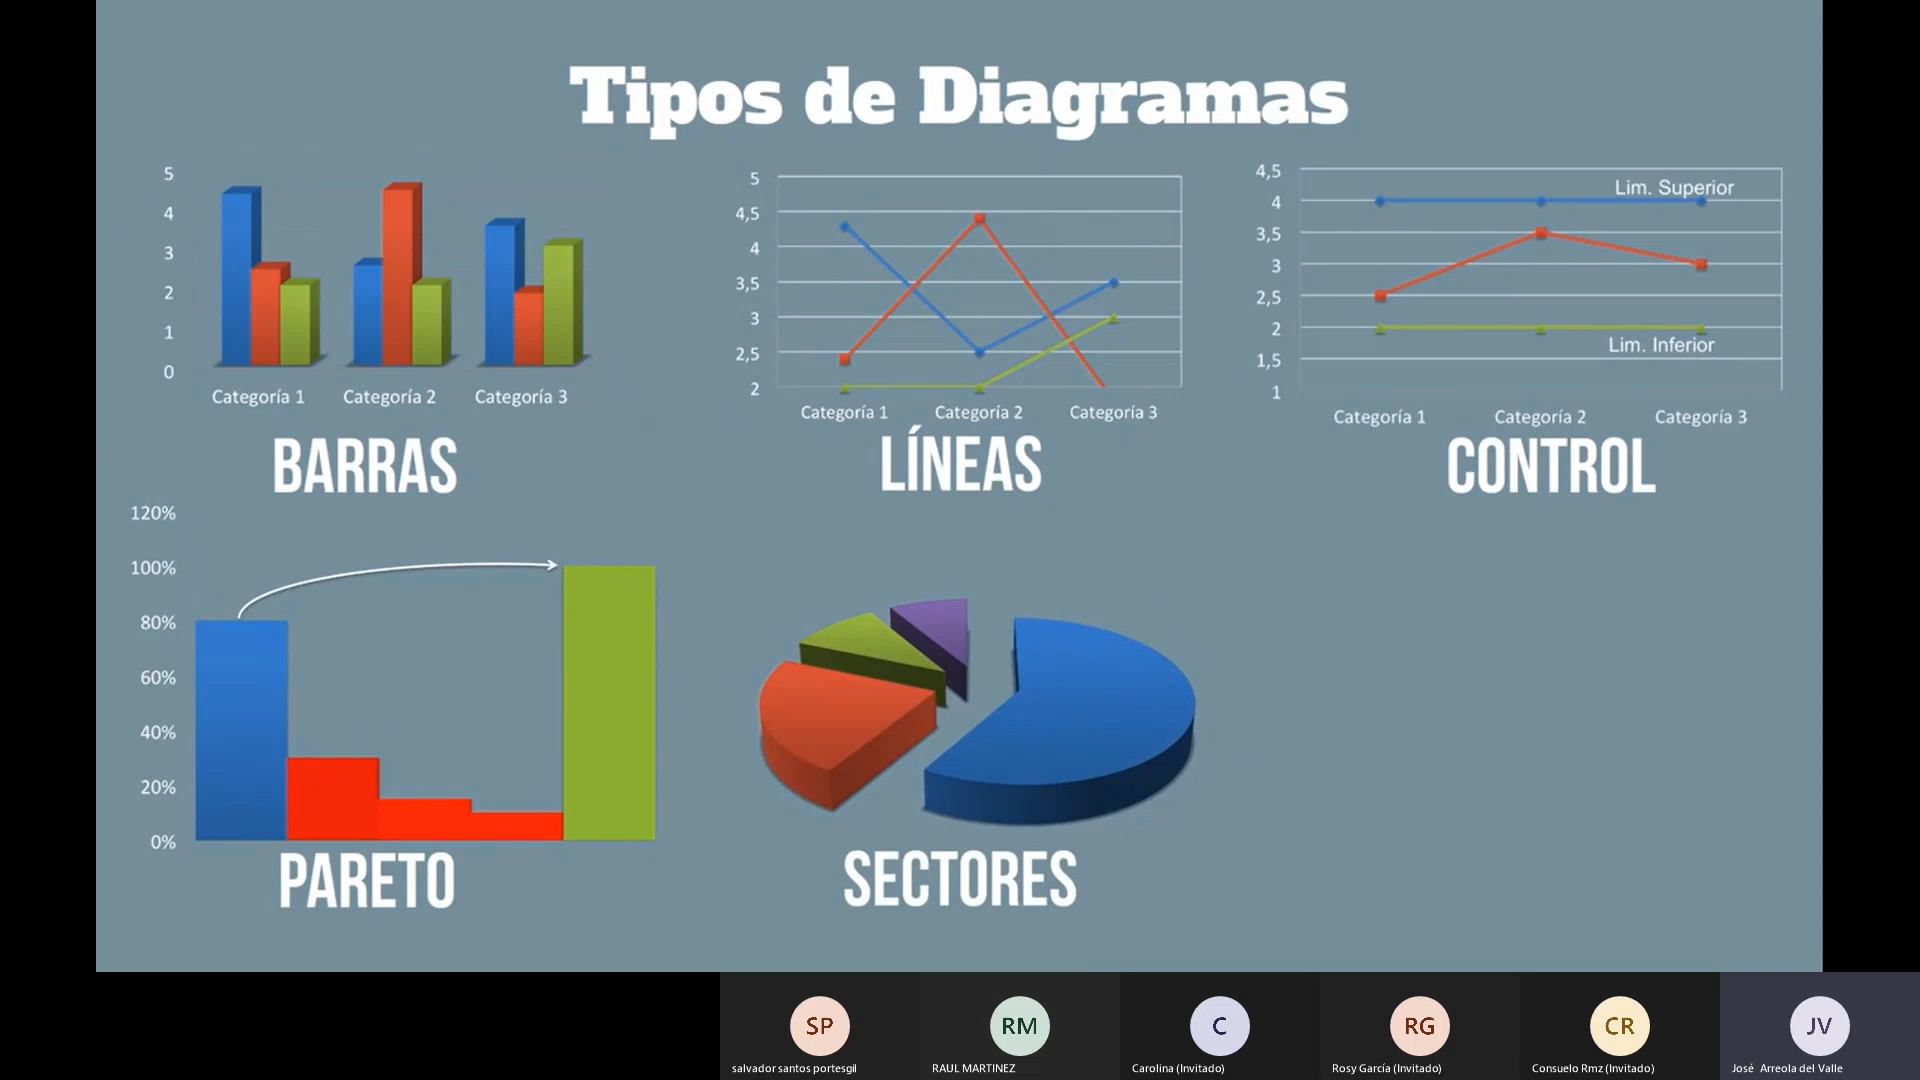 Tipos de Diagramas
5
4
3
2
1
0
Categoría 1 Categoría 2 Categoría 3
BARRAS
5
4,5
4
3,5
3
2,5
2
Categoría 1 Categoría 2 Categoría 3
LÍNEAS
4,5
4
3,5
3
2,5
2
1,5
1
Lim. Superior
Lim. Inferior
Categoría 1 Categoría 2 Categoría 3
CONTROL
120%
100%
80%
60%
40%
20%
0%
PARETO
SECTORES
SP RM C RG CR JV
salvador santos portesgil RAUL MARTINEZ Carolina (Invitado) Rosy García (Invitado) Consuelo Rmz (Invitado) José Arreola del Valle